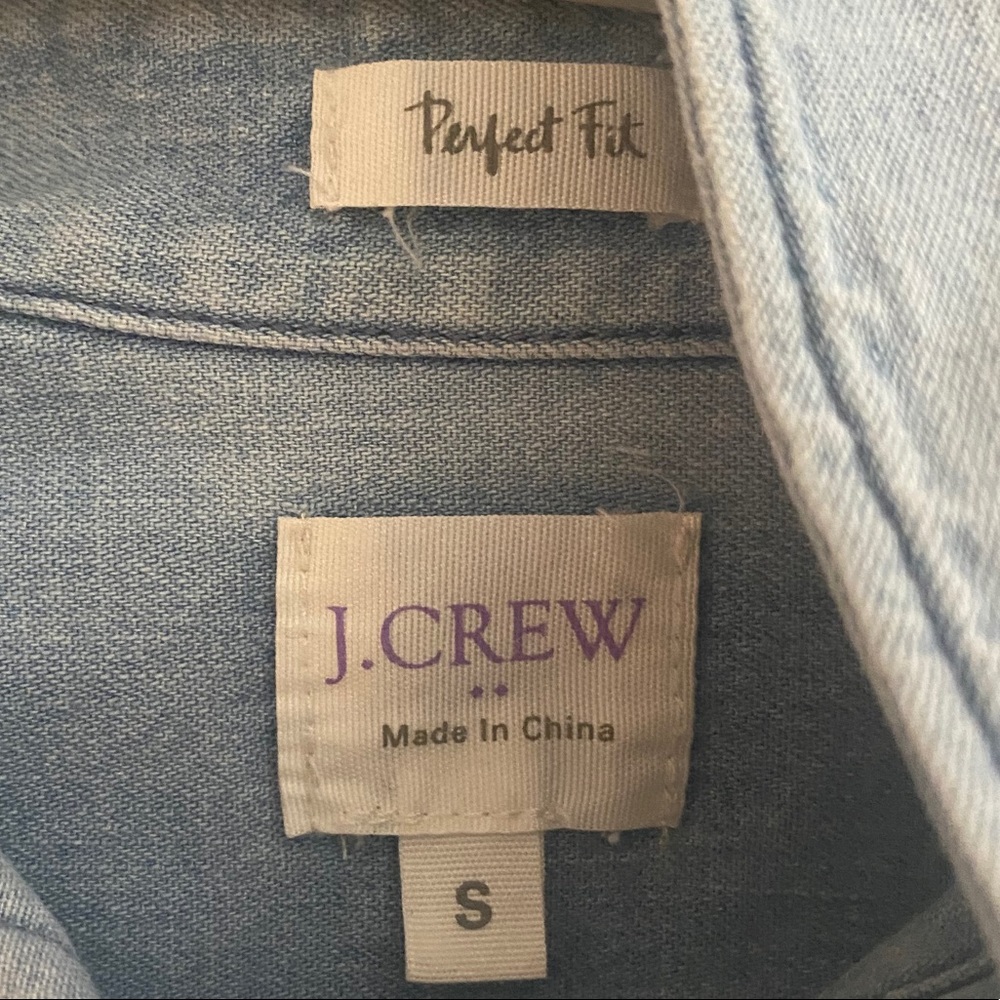 Perfect Fit
J.CREW
••
Made In China
S